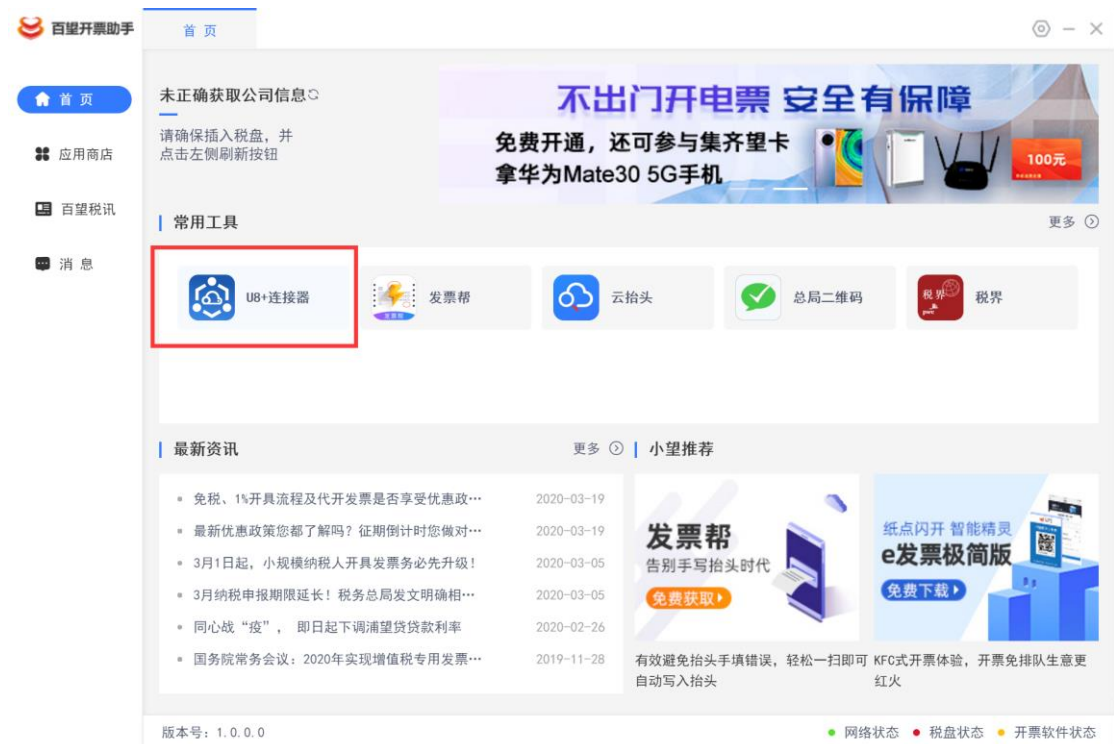 百望开票助手
首 页
首 页
应用商店
百望税讯
消 息
未正确获取公司信息
请确保插入税盘，并
点击左侧刷新按钮
不出门开电票 安全有保障
免费开通，还可参与集齐望卡
拿华为Mate30 5G手机
100元
常用工具
更多
U8+连接器
发票帮
发票帮
云抬头
总局二维码
税界
pwc
税界
最新资讯
更多
免税、1%开具流程及代开发票是否享受优惠政…
2020-03-19
最新优惠政策您都了解吗？征期倒计时您做对…
2020-03-19
3月1日起，小规模纳税人开具发票务必先升级！
2020-03-05
3月纳税申报期限延长！税务总局发文明确相…
2020-03-05
同心战“疫”， 即日起下调浦望贷贷款利率
2020-02-26
国务院常务会议：2020年实现增值税专用发票…
2019-11-28
小望推荐
发票帮
告别手写抬头时代
免费获取
有效避免抬头手填错误，轻松一扫即可
自动写入抬头
纸点闪开 智能精灵
e发票极简版
免费下载
KFC式开票体验，开票免排队生意更
红火
版本号：1.0.0.0
网络状态
税盘状态
开票软件状态